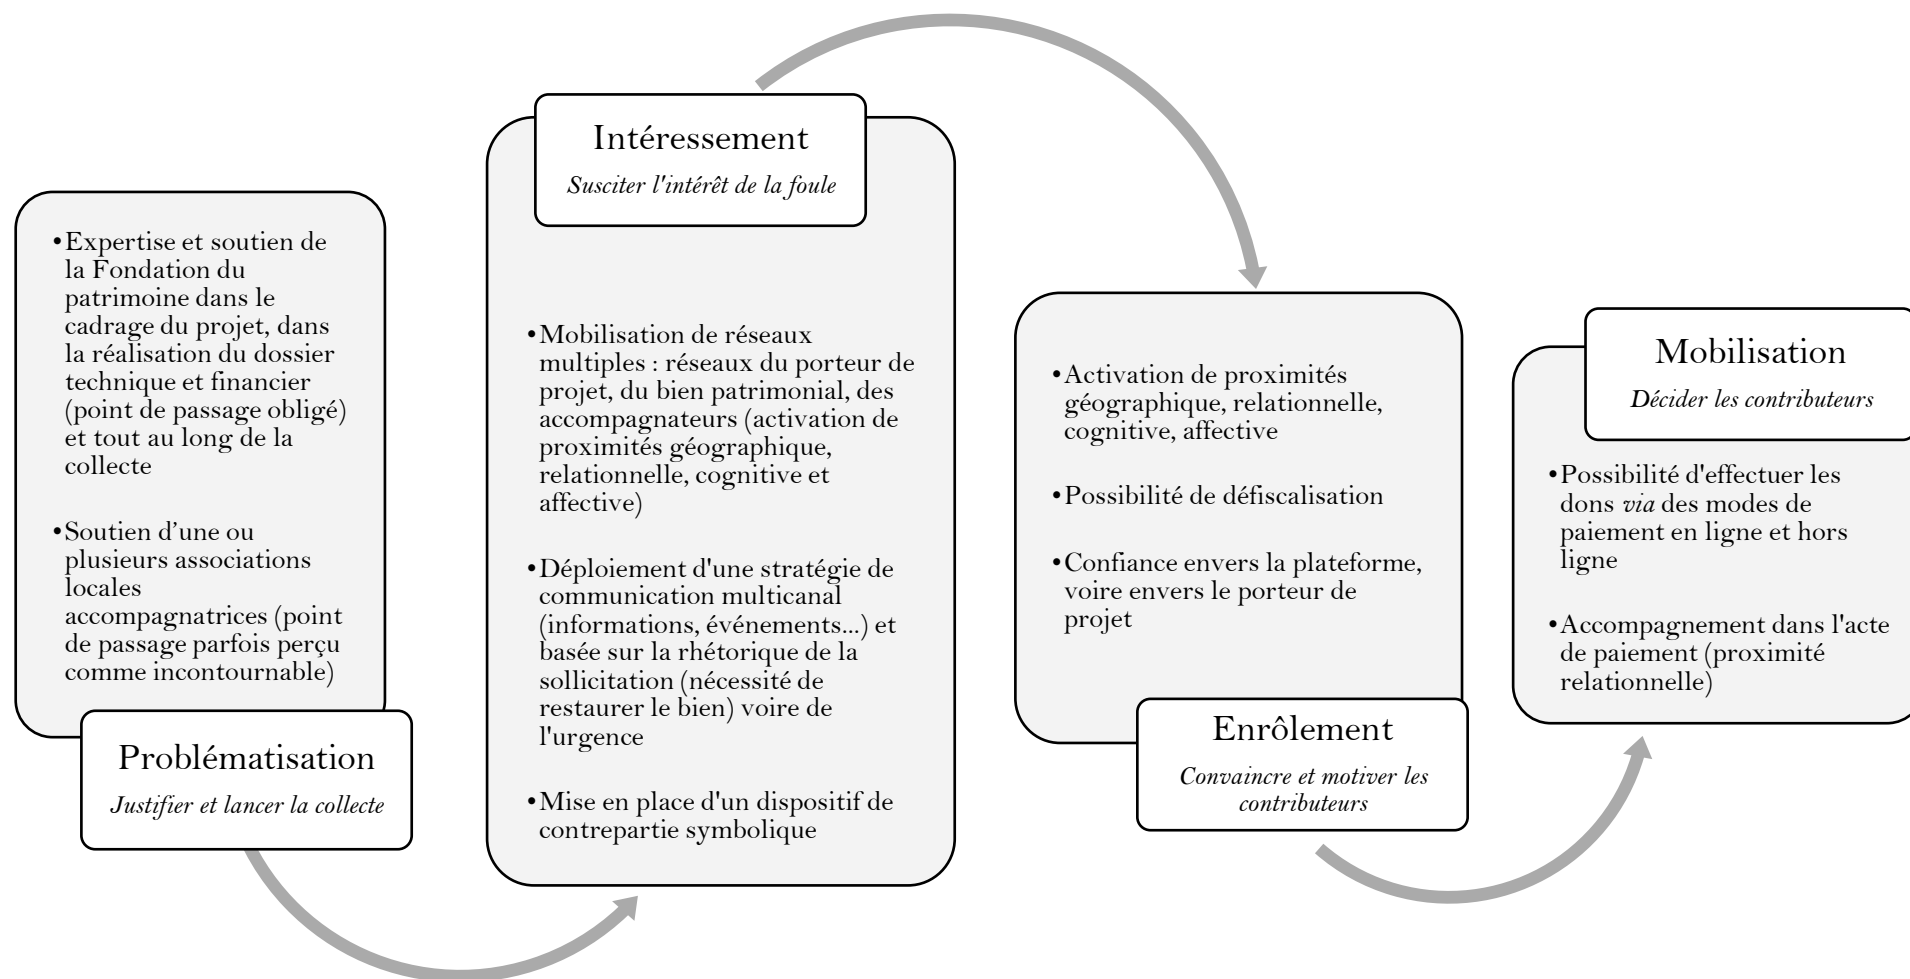 •Expertise et soutien de
la Fondation du
patrimoine dans le
cadrage du projet, dans
la réalisation du dossier
technique et financier
(point de passage obligé)
et tout au long de la
collecte
•Soutien d’une ou
plusieurs associations
locales
accompagnatrices (point
de passage parfois perçu
comme incontournable)
Problématisation
Justifier et lancer la collecte
Intéressement
Susciter l'intérêt de la foule
•Mobilisation de réseaux
multiples : réseaux du porteur de
projet, du bien patrimonial, des
accompagnateurs (activation de
proximités géographique,
relationnelle, cognitive et
affective)
•Déploiement d'une stratégie de
communication multicanal
(informations, événements...) et
basée sur la rhétorique de la
sollicitation (nécessité de
restaurer le bien) voire de
l'urgence
•Mise en place d'un dispositif de
contrepartie symbolique
•Activation de proximités
géographique, relationnelle,
cognitive, affective
•Possibilité de défiscalisation
•Confiance envers la plateforme,
voire envers le porteur de
projet
Enrôlement
Convaincre et motiver les
contributeurs
Mobilisation
Décider les contributeurs
•Possibilité d'effectuer les
dons via des modes de
paiement en ligne et hors
ligne
•Accompagnement dans l'acte
de paiement (proximité
relationnelle)